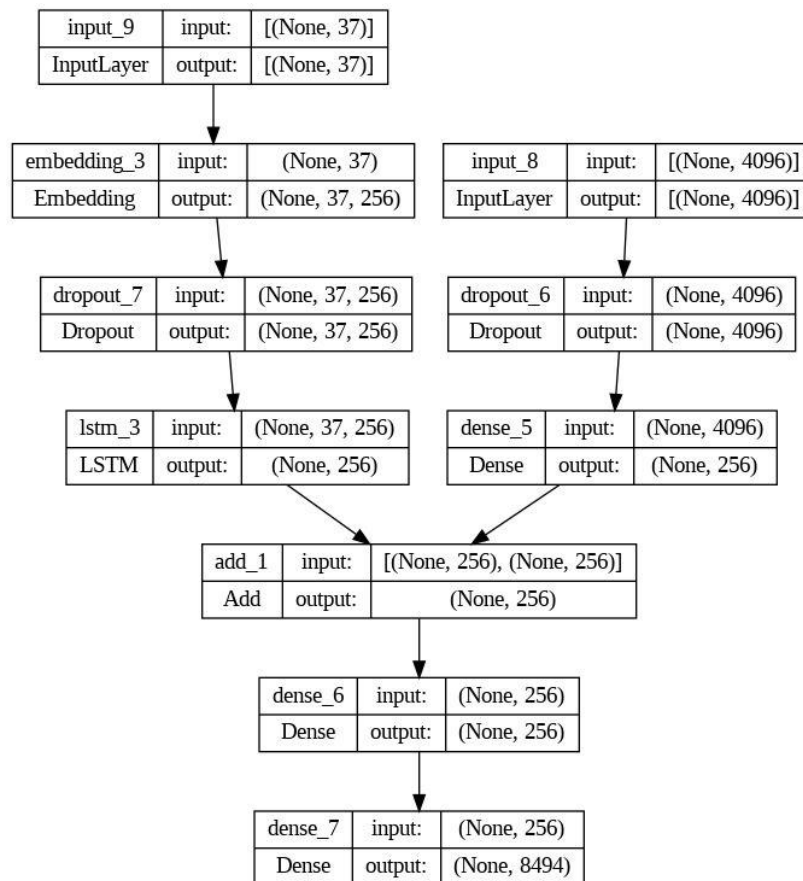 input_9 input: [(None, 37)]
InputLayer output: [(None, 37)]
embedding_3 input: (None, 37)
Embedding output: (None, 37, 256)
input_8 input: [(None, 4096)]
InputLayer output: [(None, 4096)]
dropout_7 input: (None, 37, 256)
Dropout output: (None, 37, 256)
dropout_6 input: (None, 4096)
Dropout output: (None, 4096)
lstm_3 input: (None, 37, 256)
LSTM output: (None, 256)
dense_5 input: (None, 4096)
Dense output: (None, 256)
add_1 input: [(None, 256), (None, 256)]
Add output: (None, 256)
dense_6 input: (None, 256)
Dense output: (None, 256)
dense_7 input: (None, 256)
Dense output: (None, 8494)